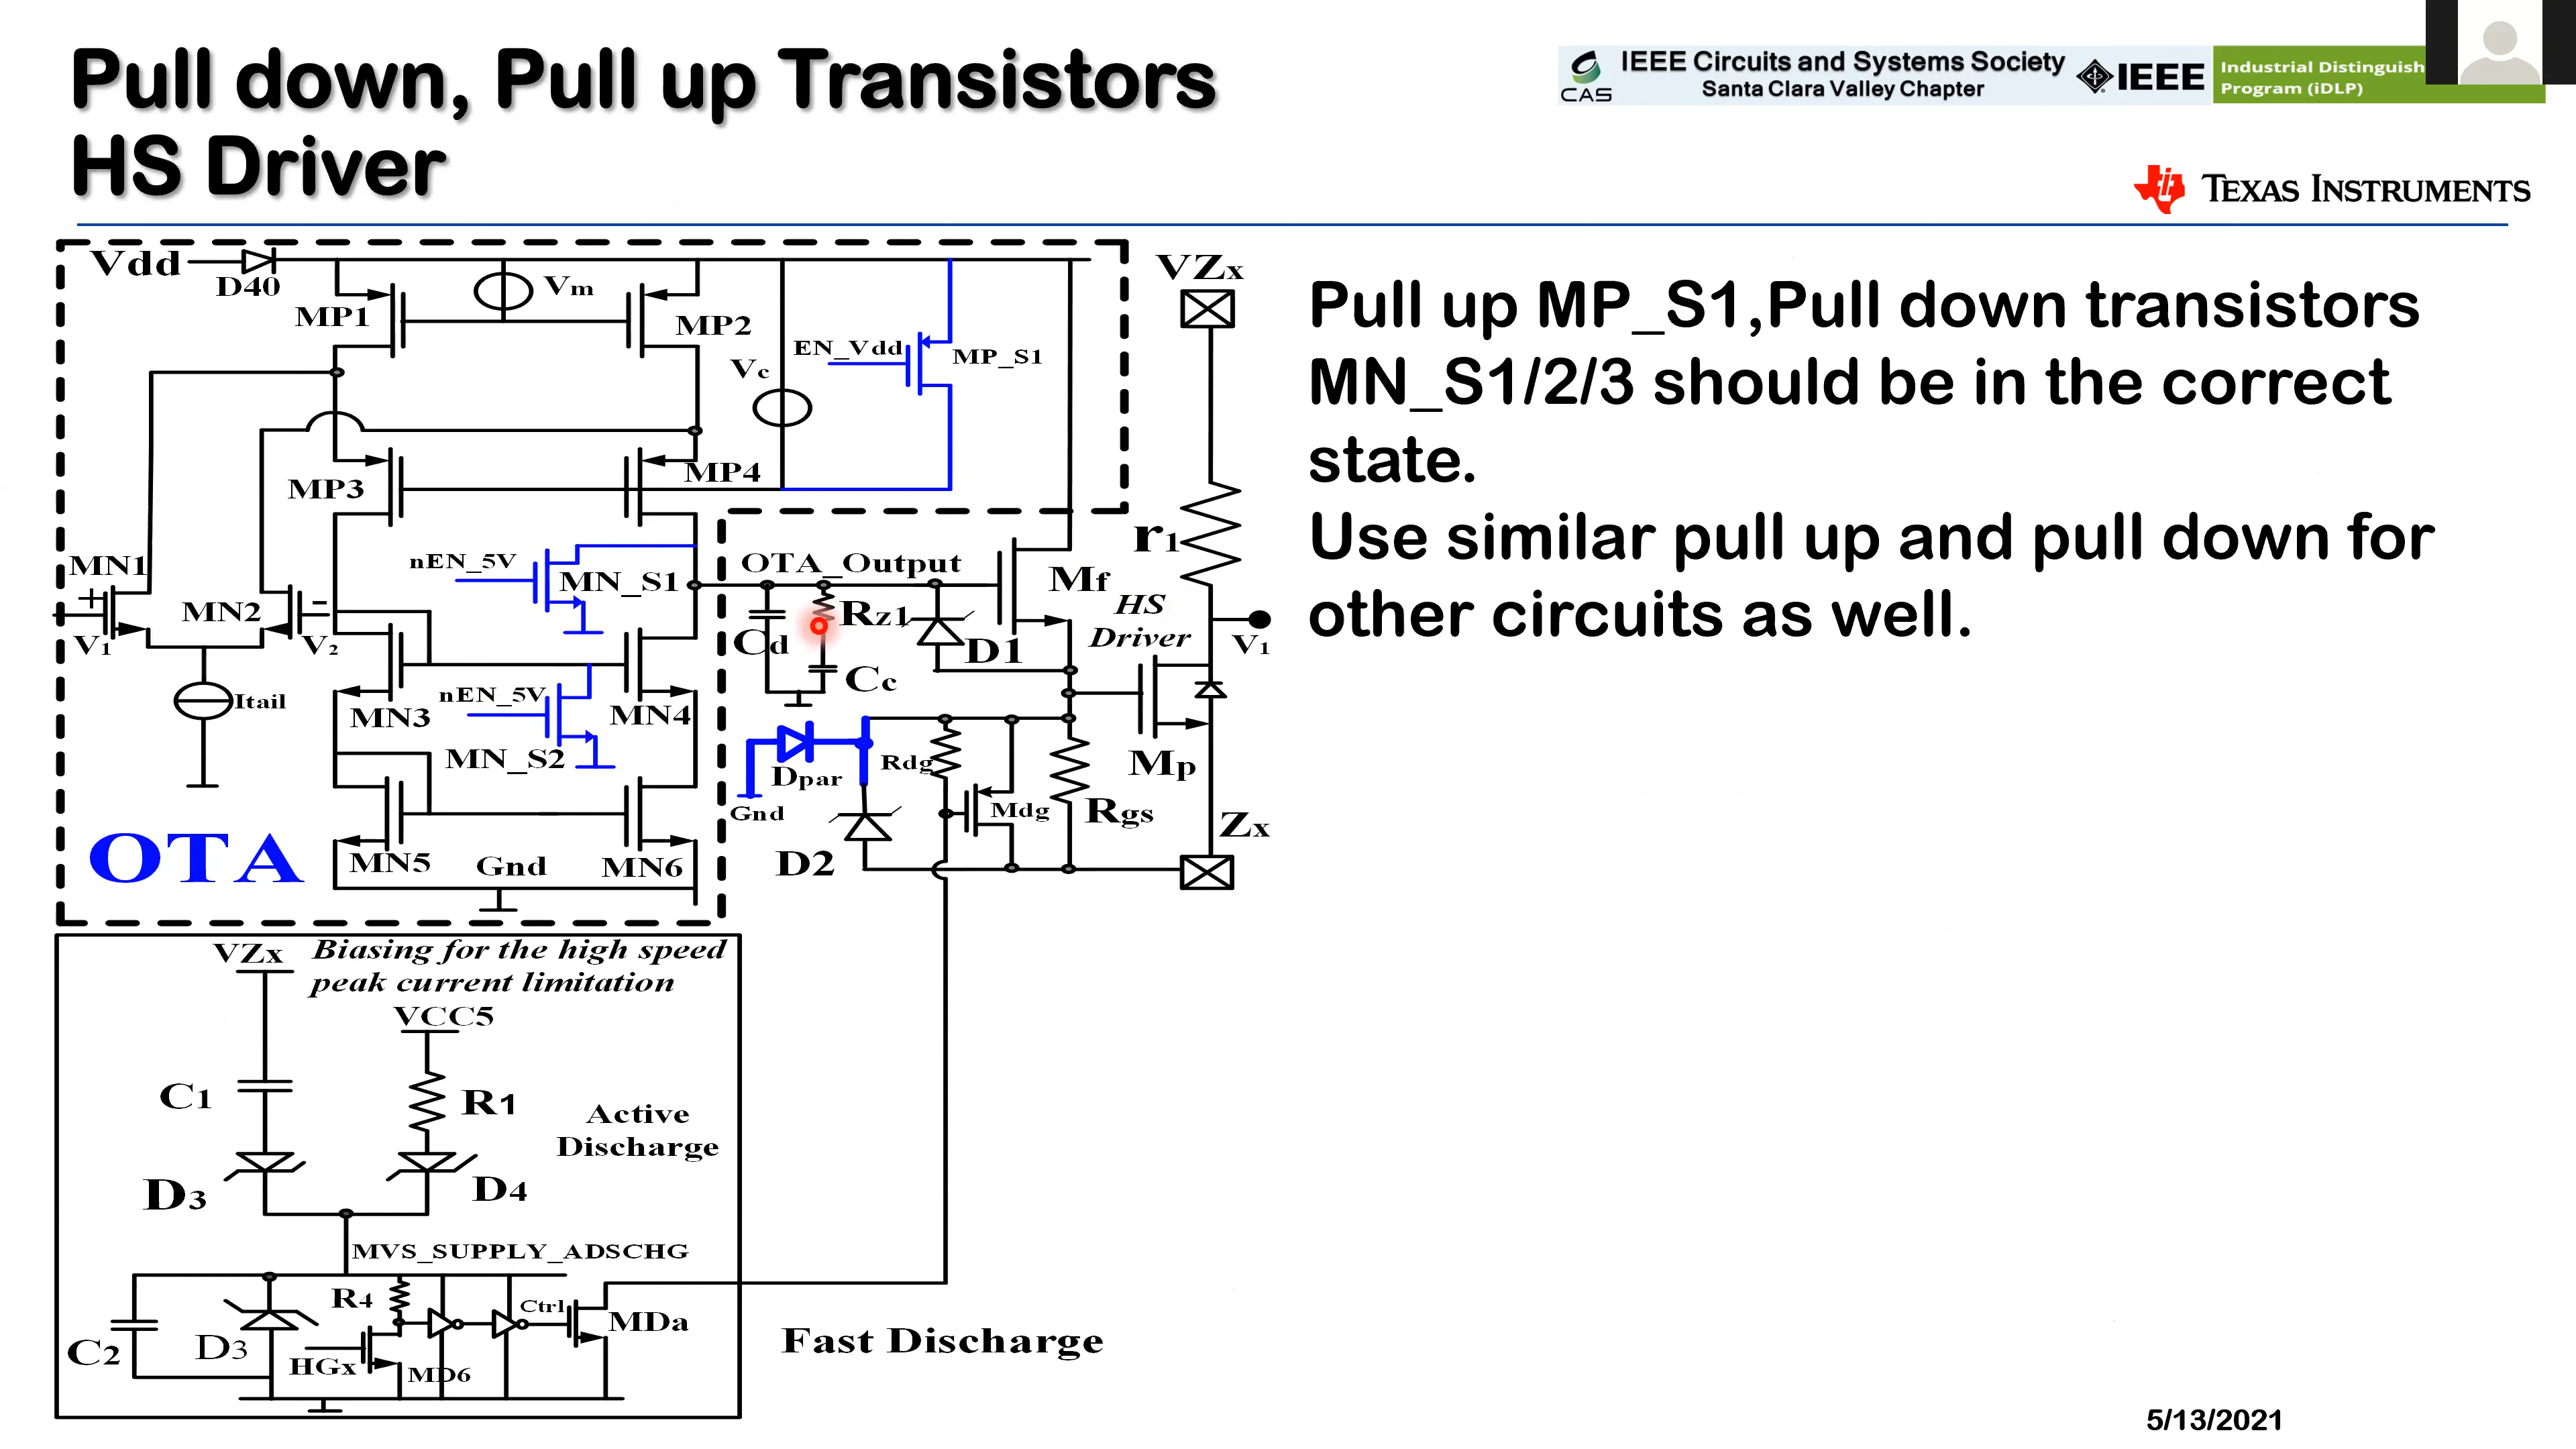 Pull down, Pull up Transistors
HS Driver
CAS
IEEE Circuits and Systems Society
Santa Clara Valley Chapter
IEEE
Industrial Distinguish
Program (iDLP)
TEXAS INSTRUMENTS
Pull up MP_S1,Pull down transistors
MN_S1/2/3 should be in the correct
state.
Use similar pull up and pull down for
other circuits as well.
Vdd
D40
Vm
MP1
MP2
Vc
EN_Vdd
MP_S1
VZx
MP3
MP4
r1
MN1
+
V1
MN2
-
V2
nEN_5V
MN_S1
OTA_Output
Mf
HS
Driver
V1
Cd
Rz1
D1
Cc
Itail
MN3
nEN_5V
MN4
MN_S2
Dpar
Gnd
Rdg
Mdg
Rgs
Mp
Zx
OTA
MN5
Gnd
MN6
D2
VZx
Biasing for the high speed
peak current limitation
VCC5
C1
R1
Active
Discharge
D3
D4
MVS_SUPPLY_ADSCHG
R4
Ctrl
MDa
C2
D3
HGx
MD6
Fast Discharge
5/13/2021